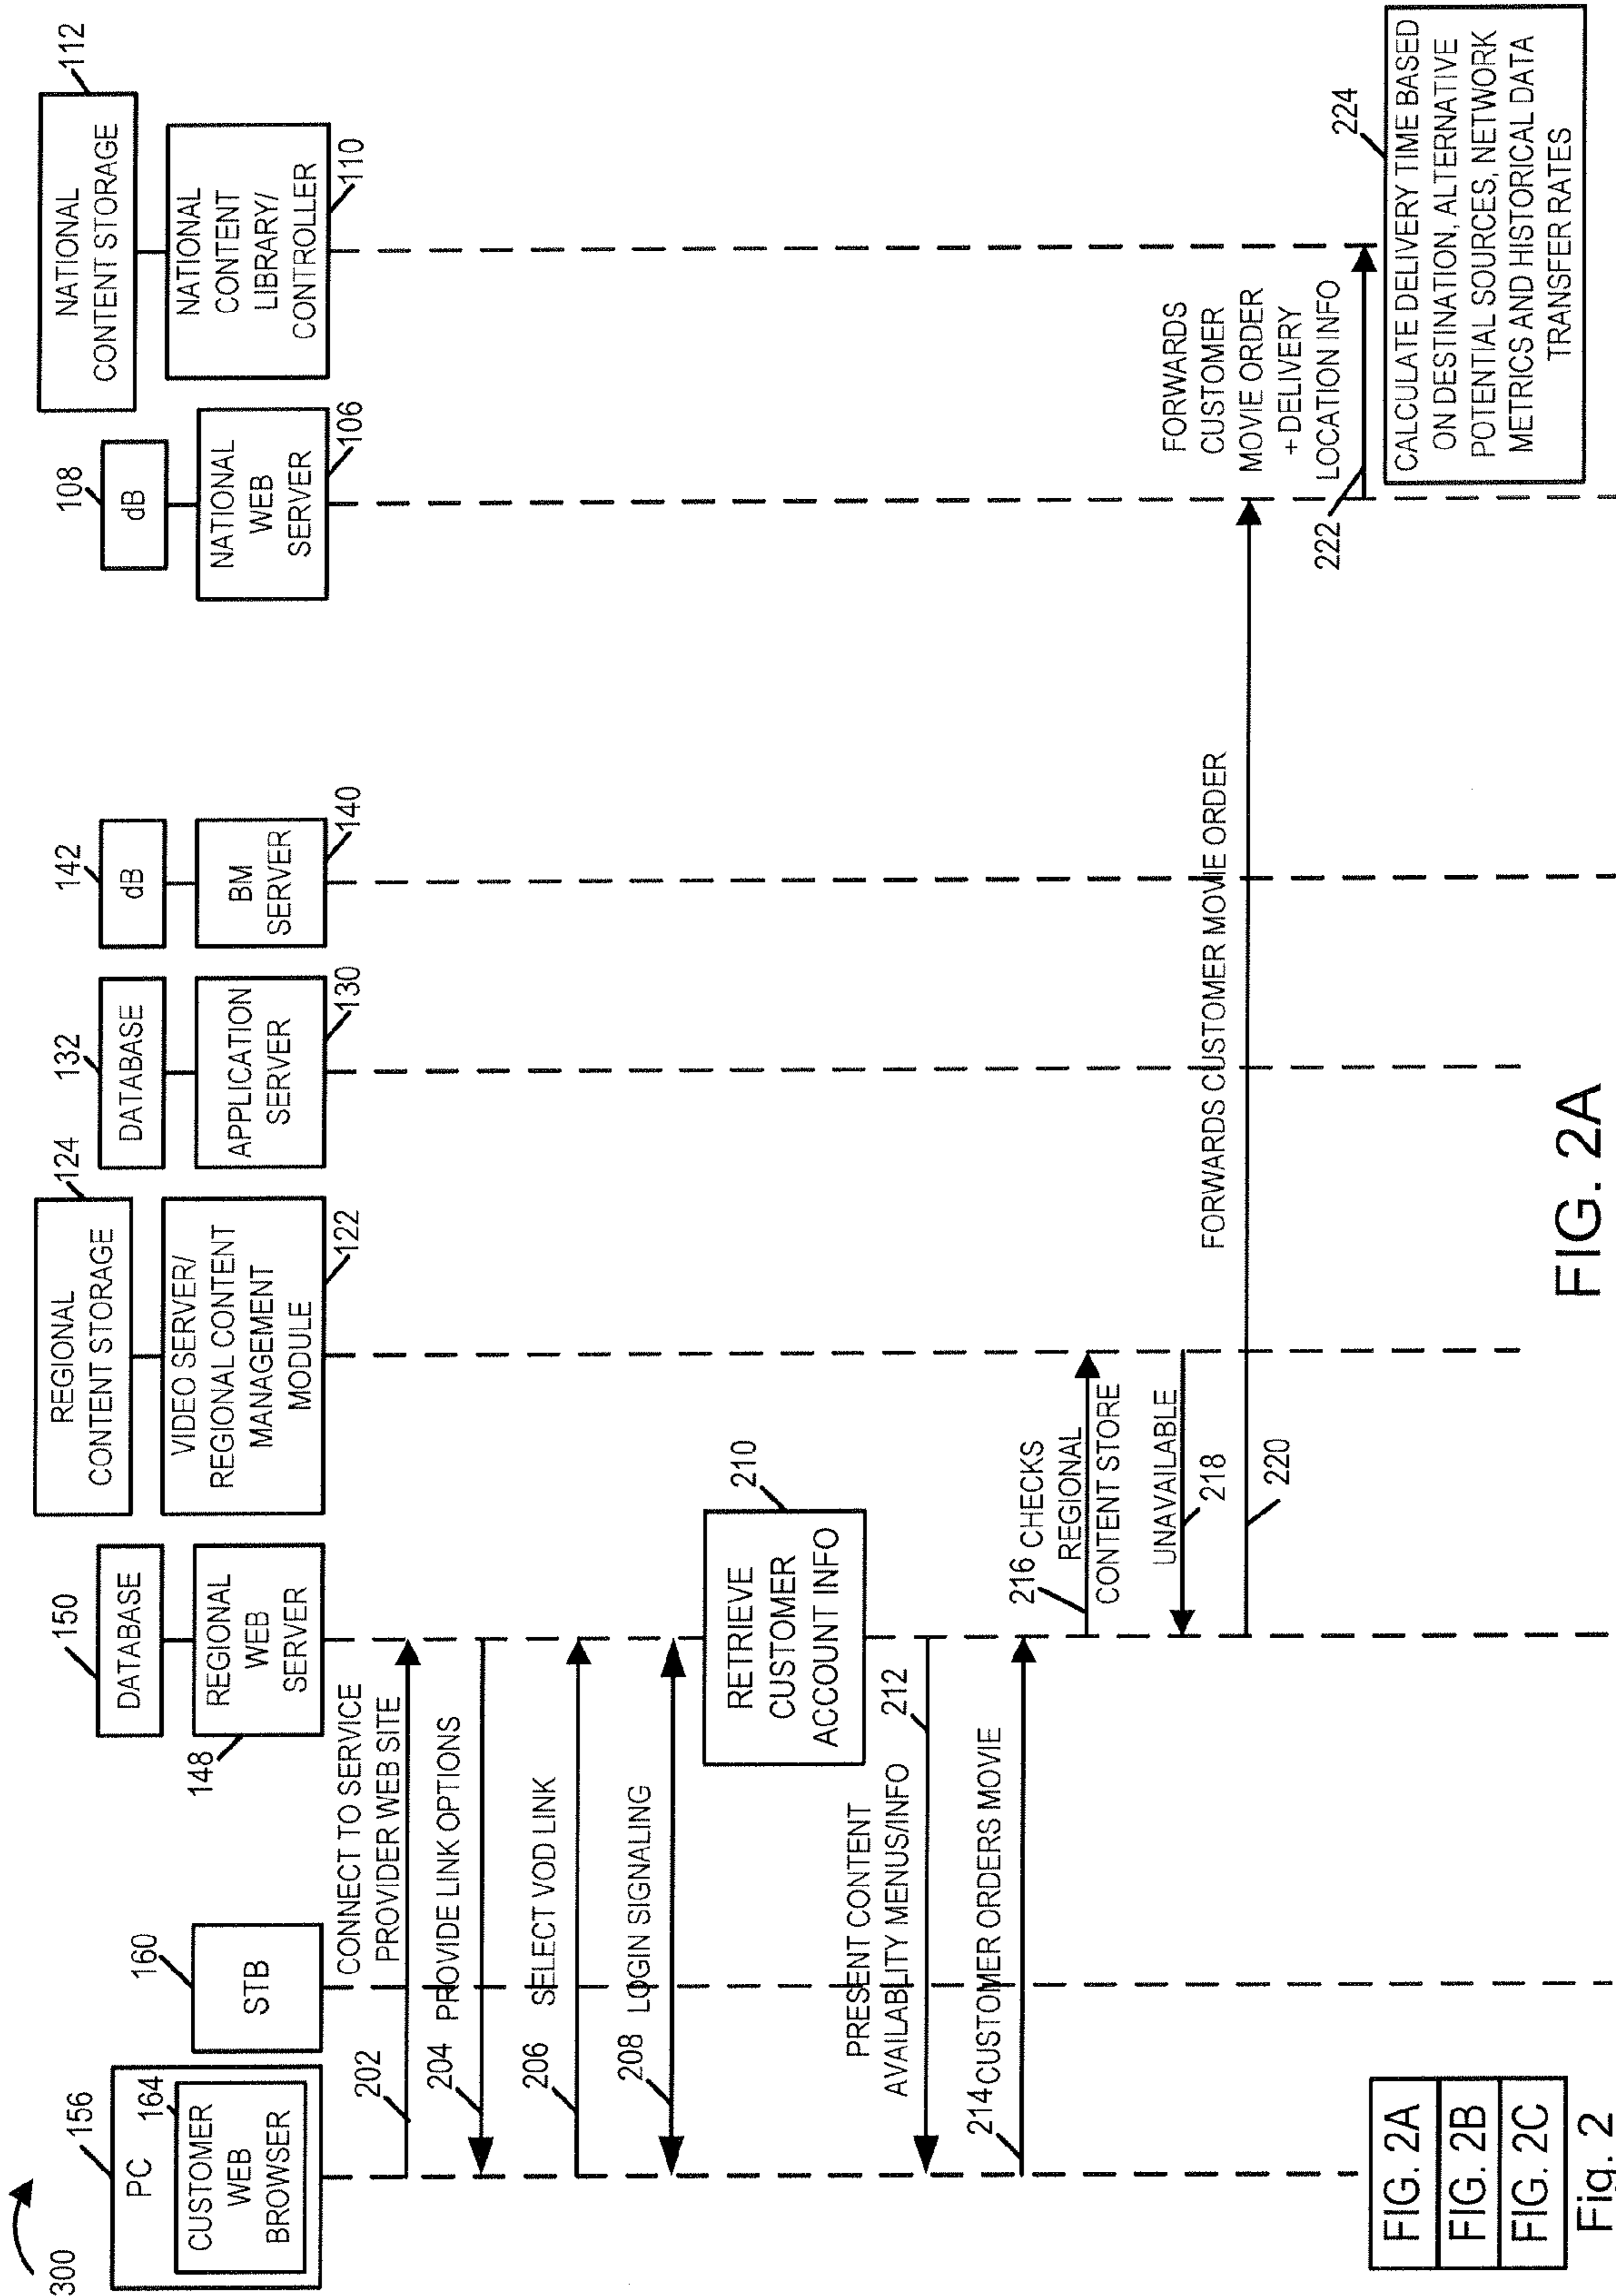 300
PC
156
164
CUSTOMER
WEB
BROWSER
160
STB
150
DATABASE
REGIONAL
WEB
SERVER
148
124
REGIONAL
CONTENT STORAGE
VIDEO SERVER/
REGIONAL CONTENT
MANAGEMENT
MODULE
122
132
DATABASE
APPLICATION
SERVER
130
142
dB
BM
SERVER
140
108
dB
NATIONAL
WEB
SERVER
106
112
NATIONAL
CONTENT STORAGE
NATIONAL
CONTENT
LIBRARY/
CONTROLLER
110
CONNECT TO SERVICE
PROVIDER WEB SITE
202
PROVIDE LINK OPTIONS
204
SELECT VOD LINK
206
LOGIN SIGNALING
208
210
RETRIEVE
CUSTOMER
ACCOUNT INFO
PRESENT CONTENT
AVAILABLITY MENUS/INFO
212
214 CUSTOMER ORDERS MOVIE
216 CHECKS
REGIONAL
CONTENT STORE
UNAVAILABLE
218
FORWARDS CUSTOMER MOVIE ORDER
220
FORWARDS
CUSTOMER
MOVIE ORDER
+ DELIVERY
LOCATION INFO
222
224
CALCULATE DELIVERY TIME BASED
ON DESTINATION, ALTERNATIVE
POTENTIAL SOURCES, NETWORK
METRICS AND HISTORICAL DATA
TRANSFER RATES
FIG. 2A
FIG. 2B
FIG. 2C
Fig. 2
FIG. 2A